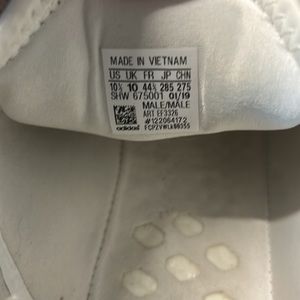 MADE IN VIETNAM
US UK FR JP CHN
10½ 10 44⅔ 285 275
SHW 675001 01/19
MALE/MALE
ART EF3326
#122064172
adidas